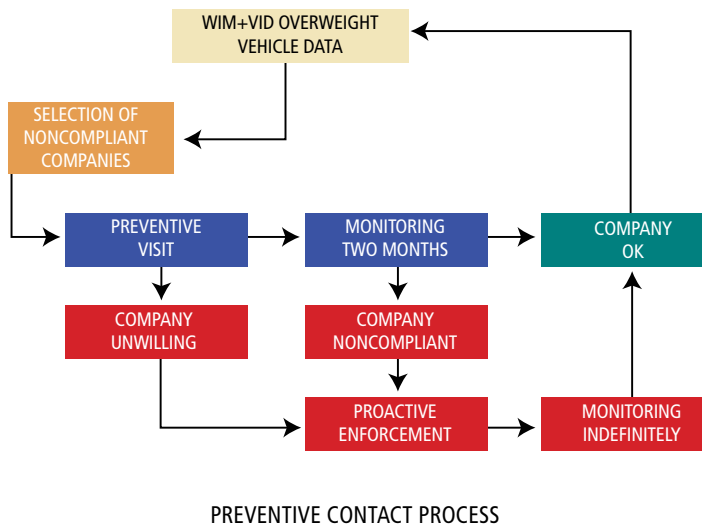 WIM+VID OVERWEIGHT
VEHICLE DATA
SELECTION OF
NONCOMPLIANT
COMPANIES
PREVENTIVE
VISIT
MONITORING
TWO MONTHS
COMPANY
OK
COMPANY
UNWILLING
COMPANY
NONCOMPLIANT
PROACTIVE
ENFORCEMENT
MONITORING
INDEFINITELY
PREVENTIVE CONTACT PROCESS